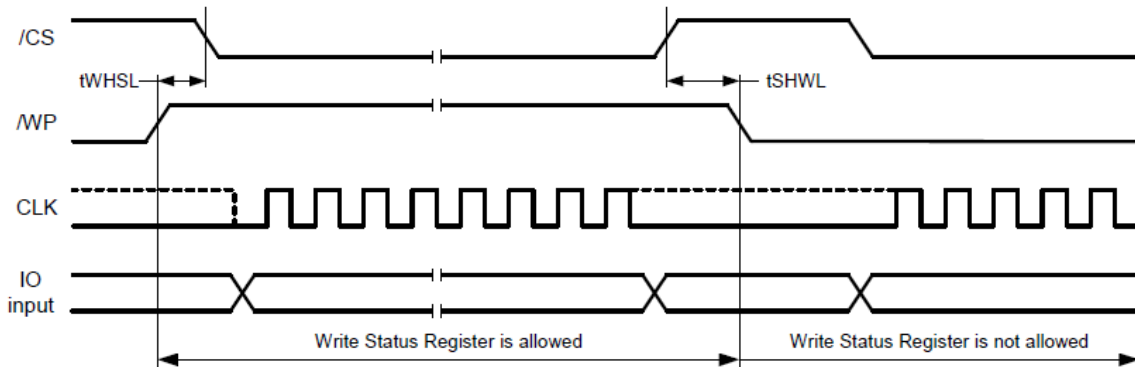 /CS
tWHSL
tSHWL
/WP
CLK
IO
input
Write Status Register is allowed
Write Status Register is not allowed